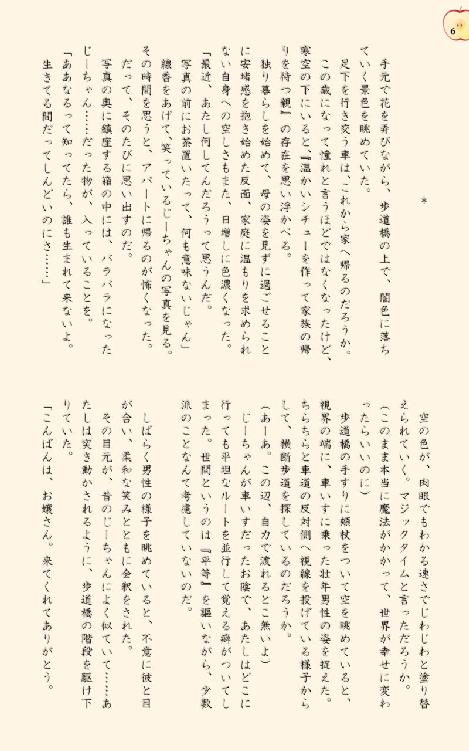 6
*
手元で花を弄びながら、歩道橋の上で、闇色に落ち
ていく景色を眺めていた。
足下を行き交う車は、これから家へ帰るのだろうか。
この歳になって憧れと言うほどではなくなったけど、
寒空の下にいると、『温かいシチューを作って家族の帰
りを待つ親』の存在を思い浮かべる。
独り暮らしを始めて、母の姿を見ずに過ごせること
に安堵感を抱き始めた反面、家庭に温もりを求められ
ない自身への空しさもまた、日増しに色濃くなった。
「最近、あたし何してんだろうって思うんだ。
写真の前にお茶置いたって、何も意味ないじゃん」
線香をあげて、笑っているじーちゃんの写真を見る。
その時間を思うと、アパートに帰るのが怖くなった。
だって、そのたびに思い出すのだ。
写真の奥に鎮座する箱の中には、バラバラになった
じーちゃん……だった物が、入っていることを。
「ああなるって知ってたら、誰も生まれて来ないよ。
生きてる間だってしんどいのにさ……」
空の色が、肉眼でもわかる速さでじわじわと塗り替
えられていく。マジックタイムと言っただろうか。
(このまま本当に魔法がかかって、世界が幸せに変わ
ったらいいのに)
歩道橋の手すりに頬杖をついて空を眺めていると、
視界の端に、車いすに乗った壮年男性の姿を捉えた。
ちらちらと車道の反対側へ視線を投げている様子から
して、横断歩道を探しているのだろうか。
(あーあ。この辺、自力で渡れるとこ無いよ)
じーちゃんが車いすだったお陰で、あたしはどこに
行っても平坦なルートを並行して覚える癖がついてし
まった。世間というのは『平等』を謳いながら、少数
派のことなんて考慮していないのだ。
しばらく男性の様子を眺めていると、不意に彼と目
が合い、柔和な笑みとともに会釈をされた。
その目元が、昔のじーちゃんによく似ていて……あ
たしは突き動かされるように、歩道橋の階段を駆け下
りていた。
「こんばんは、お嬢さん。来てくれてありがとう。